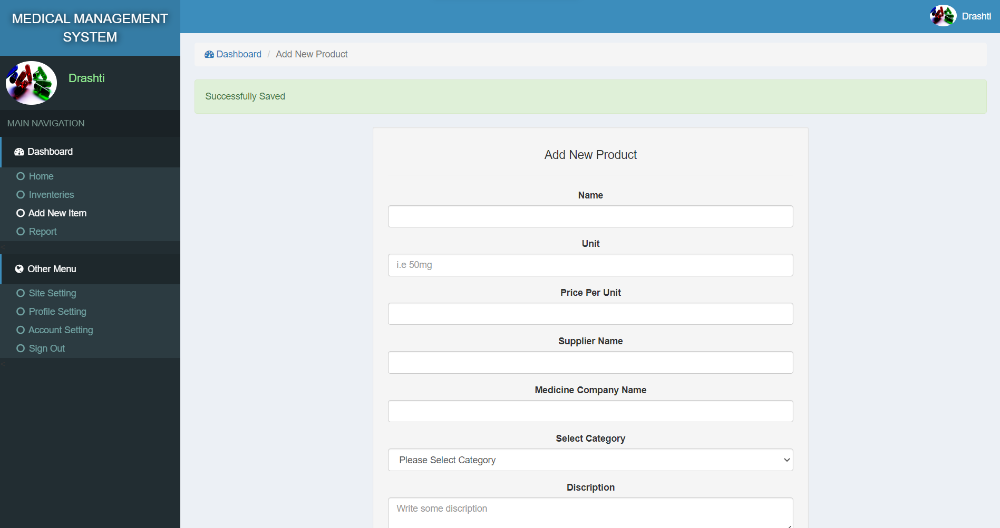 MEDICAL MANAGEMENT
SYSTEM
Drashti
Drashti
MAIN NAVIGATION
Dashboard
Home
Inventeries
Add New Item
Report
<
Other Menu
Site Setting
Profile Setting
Account Setting
Sign Out
<
Dashboard / Add New Product
Successfully Saved
Add New Product
Name
Unit
i.e 50mg
Price Per Unit
Supplier Name
Medicine Company Name
Select Category
Please Select Category
Discription
Write some discription